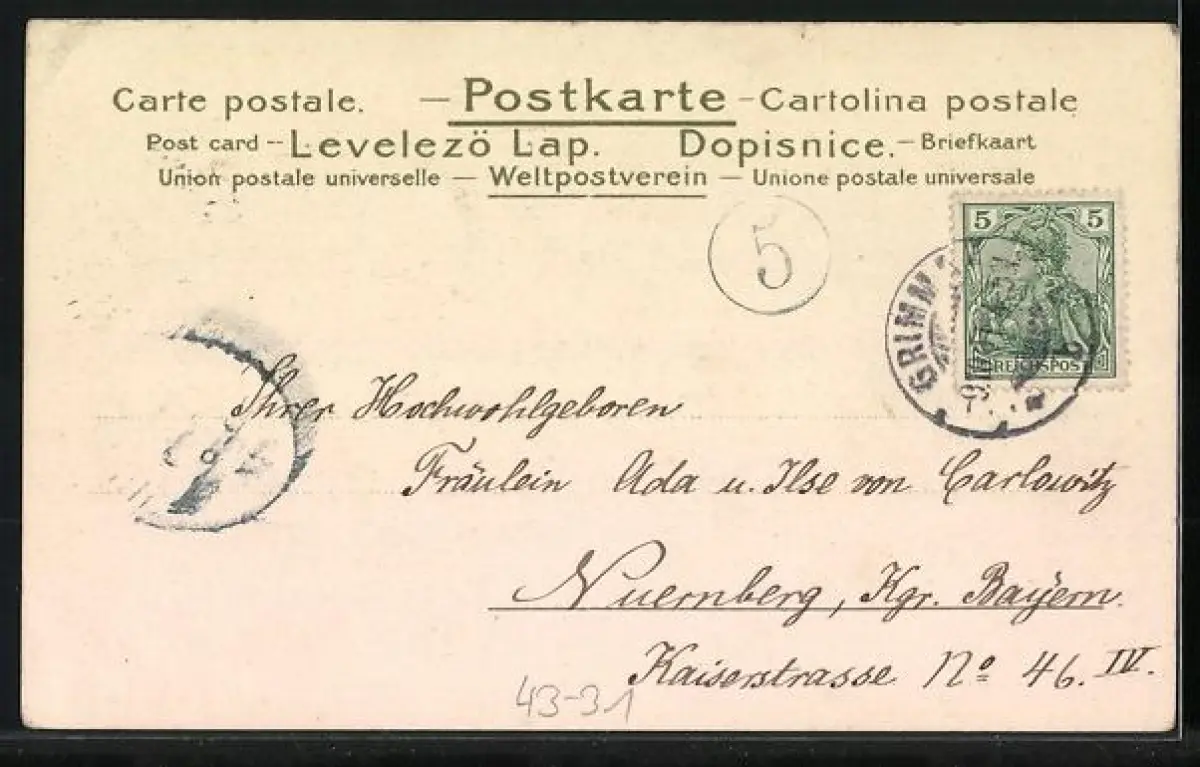 Carte postale. — Postkarte – Cartolina postale
Post card -- Levelezö Lap. Dopisnice. – Briefkaart
Union postale universelle — Weltpostverein — Unione postale universale
5
5 5
REICHSPOST
GRIMM
Ihrer Hochwohlgeboren
Fräulein Ada u. Ilse von Carlowitz
Nuernberg, Kgr. Bayern.
Kaiserstrasse No 46. IV.
43-31